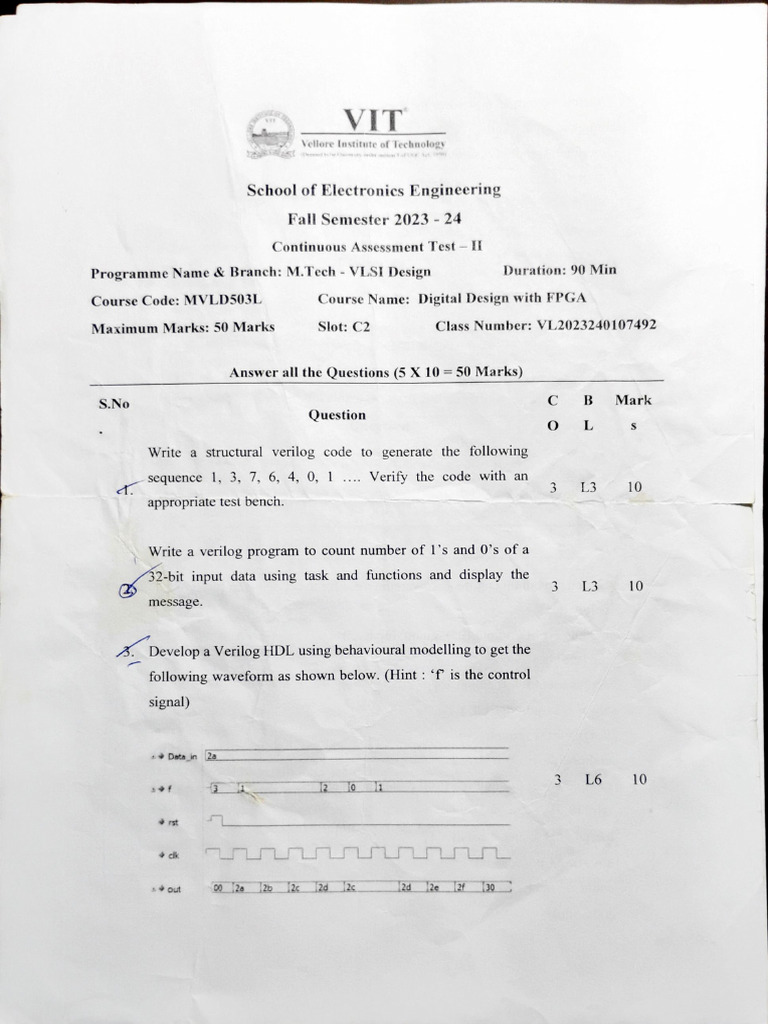 VIT
Vellore Institute of Technology
School of Electronics Engineering
Fall Semester 2023 - 24
Continuous Assessment Test – II
Programme Name & Branch: M.Tech - VLSI Design Duration: 90 Min
Course Code: MVLD503L Course Name: Digital Design with FPGA
Maximum Marks: 50 Marks Slot: C2 Class Number: VL2023240107492
Answer all the Questions (5 X 10 = 50 Marks)
S.No Question C B Mark
. O L s
Write a structural verilog code to generate the following
1. sequence 1, 3, 7, 6, 4, 0, 1 .... Verify the code with an 3 L3 10
appropriate test bench.
Write a verilog program to count number of 1's and 0's of a
2. 32-bit input data using task and functions and display the 3 L3 10
message.
3. Develop a Verilog HDL using behavioural modelling to get the
following waveform as shown below. (Hint : 'f' is the control
signal)
Data_in 2a
f 3 1 2 0 1 3 L6 10
rst
clk
out 00 2a 2b 2c 2d 2c 2d 2e 2f 30